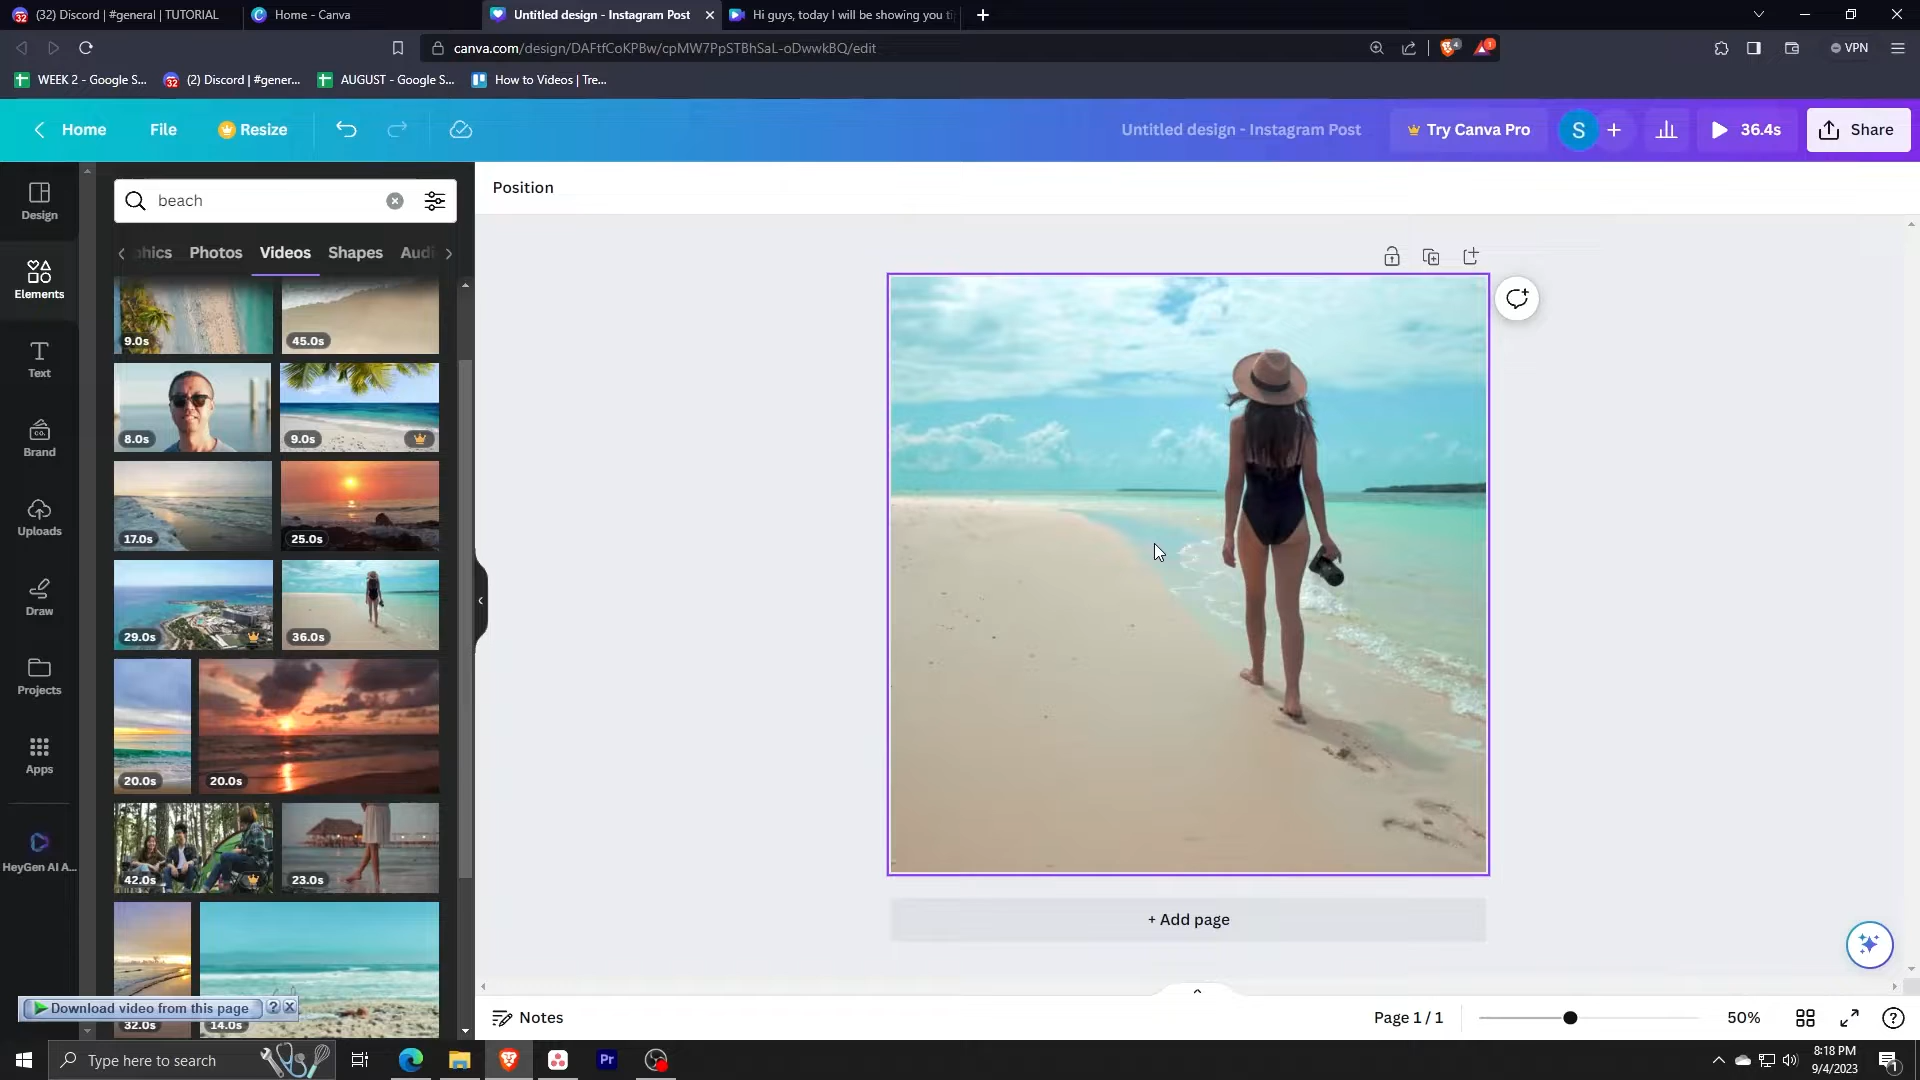 (32) Discord | #general | TUTORIAL
Home - Canva
Untitled design - Instagram Post
Hi guys, today I will be showing you
canva.com/design/DAFtfCoKPBw/cpMW7PpSTBhSaL-oDwwkBQ/edit
4
1
VPN
WEEK 2 - Google S...
(2) Discord | #gener...
AUGUST - Google S...
How to Videos | Tre...
Home
File
Resize
Untitled design - Instagram Post
Try Canva Pro
S
36.4s
Share
Design
Elements
Text
Brand
Uploads
Draw
Projects
Apps
HeyGen AI A...
beach
Photos
Videos
Shapes
9.0s
45.0s
8.0s
9.0s
17.0s
25.0s
29.0s
36.0s
20.0s
20.0s
42.0s
23.0s
32.0s
14.0s
Download video from this page
Position
+ Add page
Notes
Page 1 / 1
50%
Type here to search
Pr
8:18 PM
9/4/2023
1